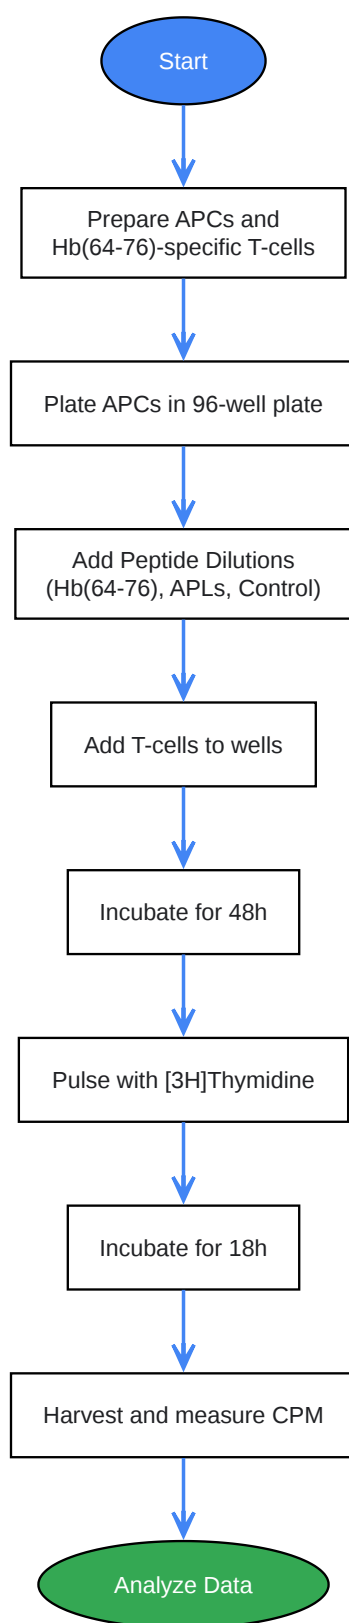 Start
Prepare APCs and
Hb(64-76)-specific T-cells
Plate APCs in 96-well plate
Add Peptide Dilutions
(Hb(64-76), APLs, Control)
Add T-cells to wells
Incubate for 48h
Pulse with [3H]Thymidine
Incubate for 18h
Harvest and measure CPM
Analyze Data